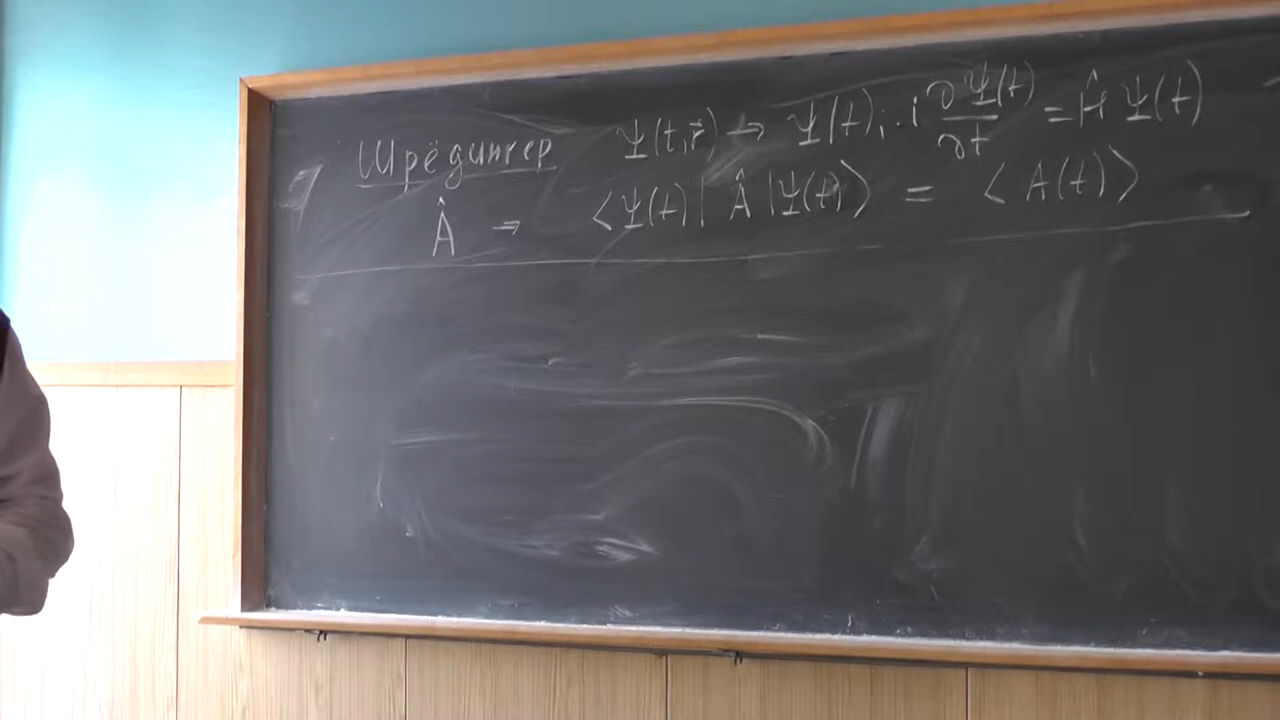 Шрёдингер Ψ(t,r⃗) → Ψ(t); i ∂Ψ(t)/∂t = Ĥ Ψ(t)
Â → ⟨Ψ(t)| Â |Ψ(t)⟩ = ⟨A(t)⟩